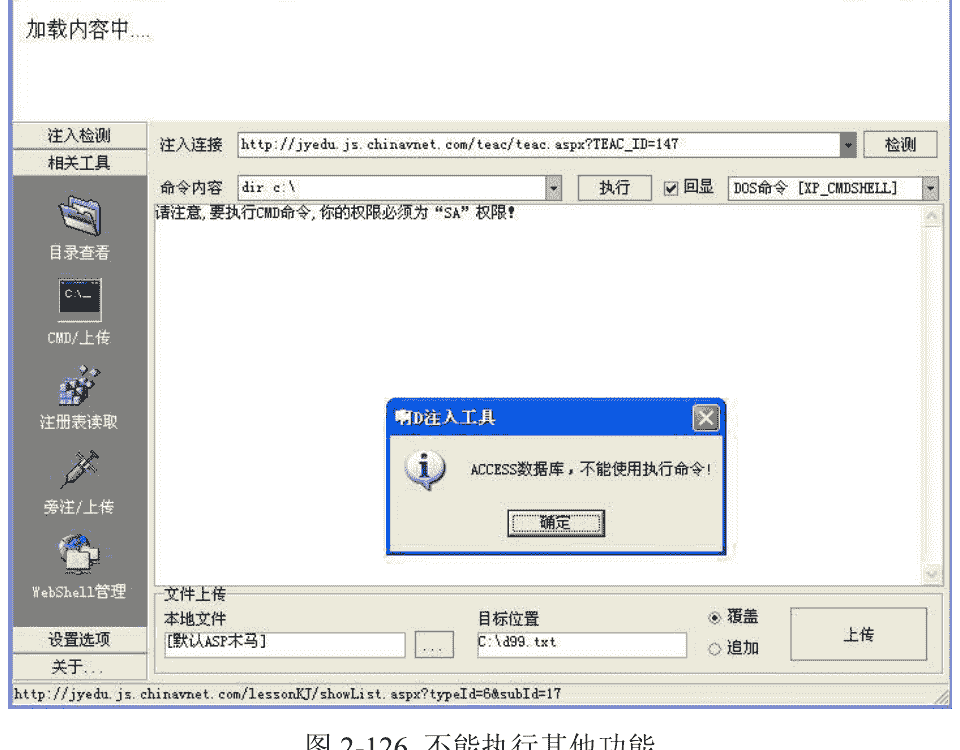 加载内容中....
注入检测
相关工具
目录查看
C:\_
CMD/上传
注册表读取
旁注/上传
WebShell管理
设置选项
关于...
注入连接 http://jyedu.js.chinavnet.com/teac/teac.aspx?TEAC_ID=147 检测
命令内容 dir c:\ 执行 回显 DOS命令 [XP_CMDSHELL]
请注意,要执行CMD命令,你的权限必须为“SA”权限!
啊D注入工具
ACCESS数据库，不能使用执行命令!
确定
文件上传
本地文件 目标位置 覆盖
[默认ASP木马] ... C:\d99.txt 追加 上传
http://jyedu.js.chinavnet.com/lessonKJ/showList.aspx?typeId=6&subId=17
图 2-126 不能执行其他功能